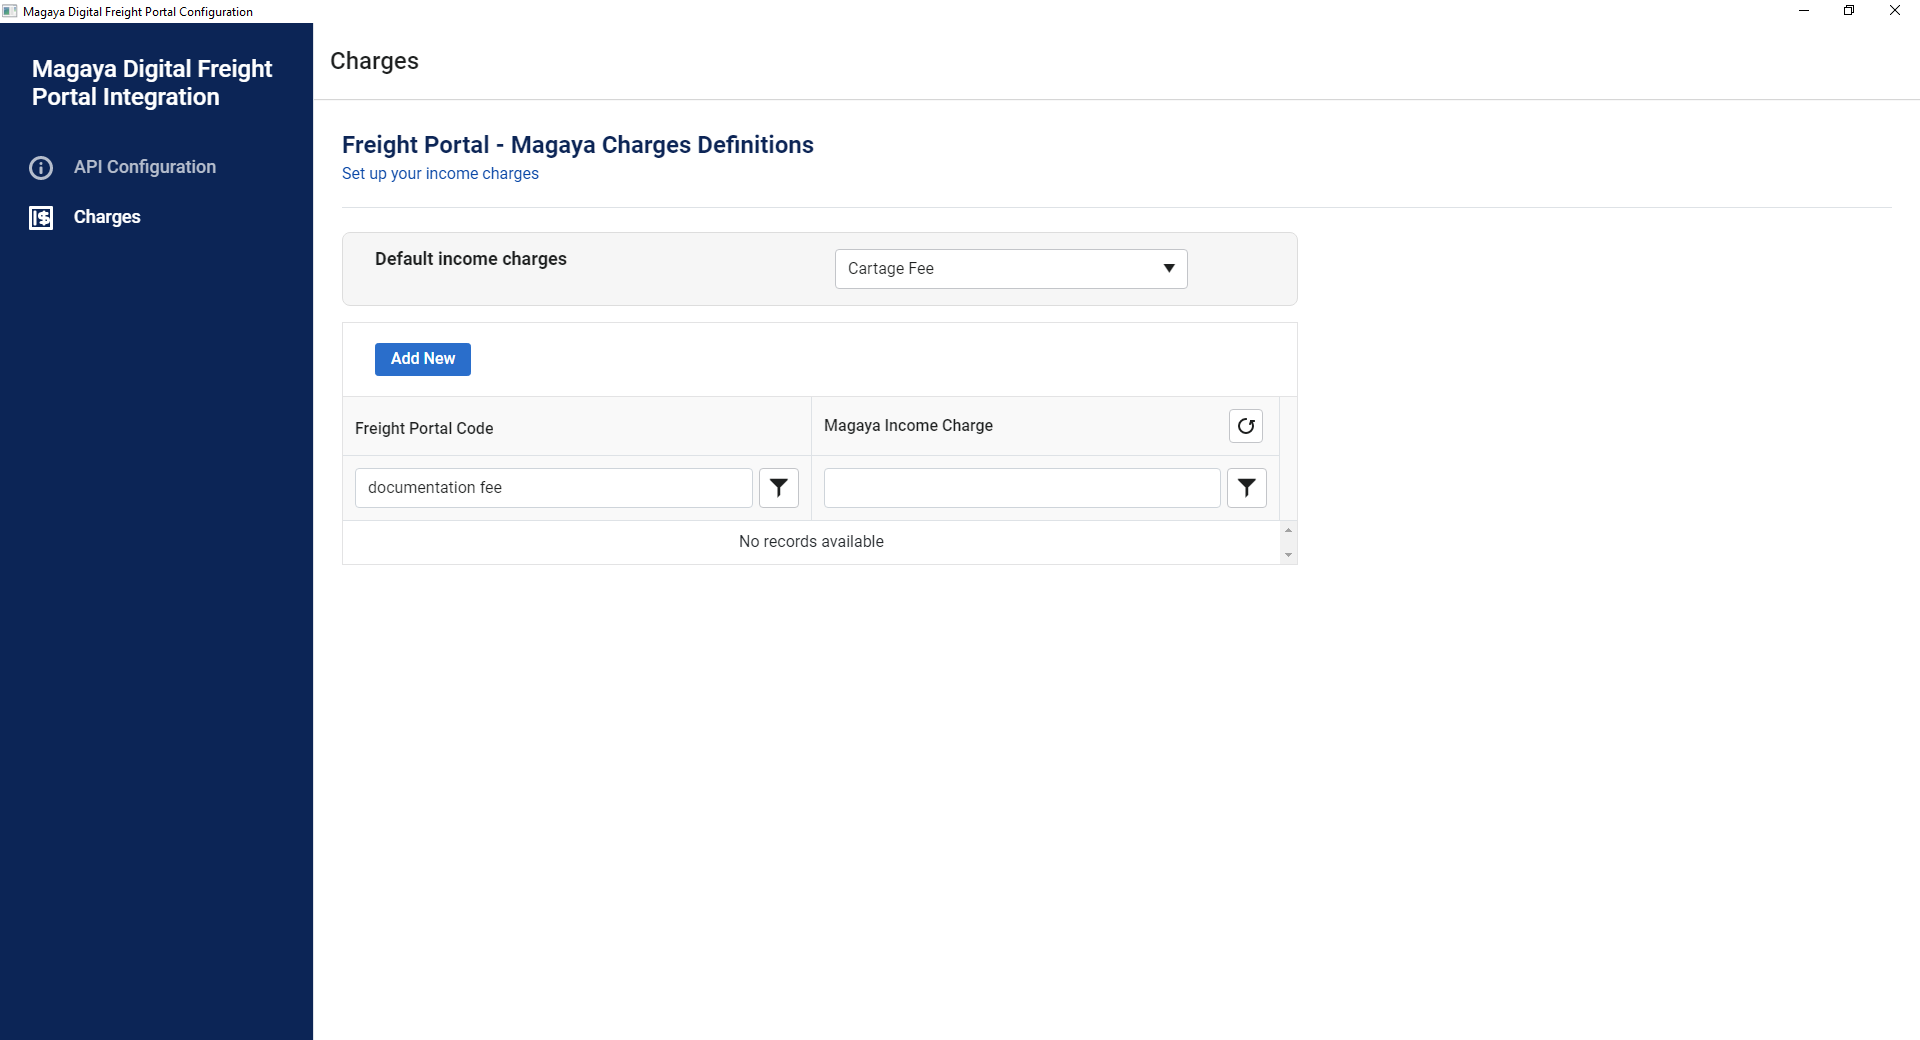 Magaya Digital Freight Portal Configuration
Magaya Digital Freight
Portal Integration
API Configuration
Charges
Charges
Freight Portal - Magaya Charges Definitions
Set up your income charges
Default income charges
Cartage Fee
Add New
Freight Portal Code
Magaya Income Charge
documentation fee
No records available